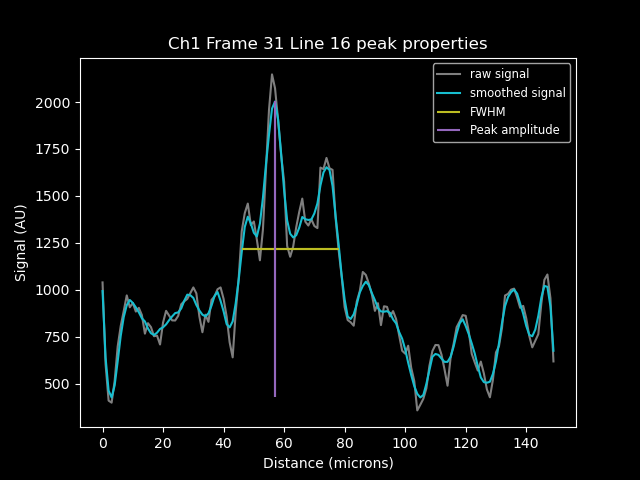 Ch1 Frame 31 Line 16 peak properties
raw signal
smoothed signal
FWHM
Peak amplitude
Signal (AU)
2000
1750
1500
1250
1000
750
500
0 20 40 60 80 100 120 140
Distance (microns)